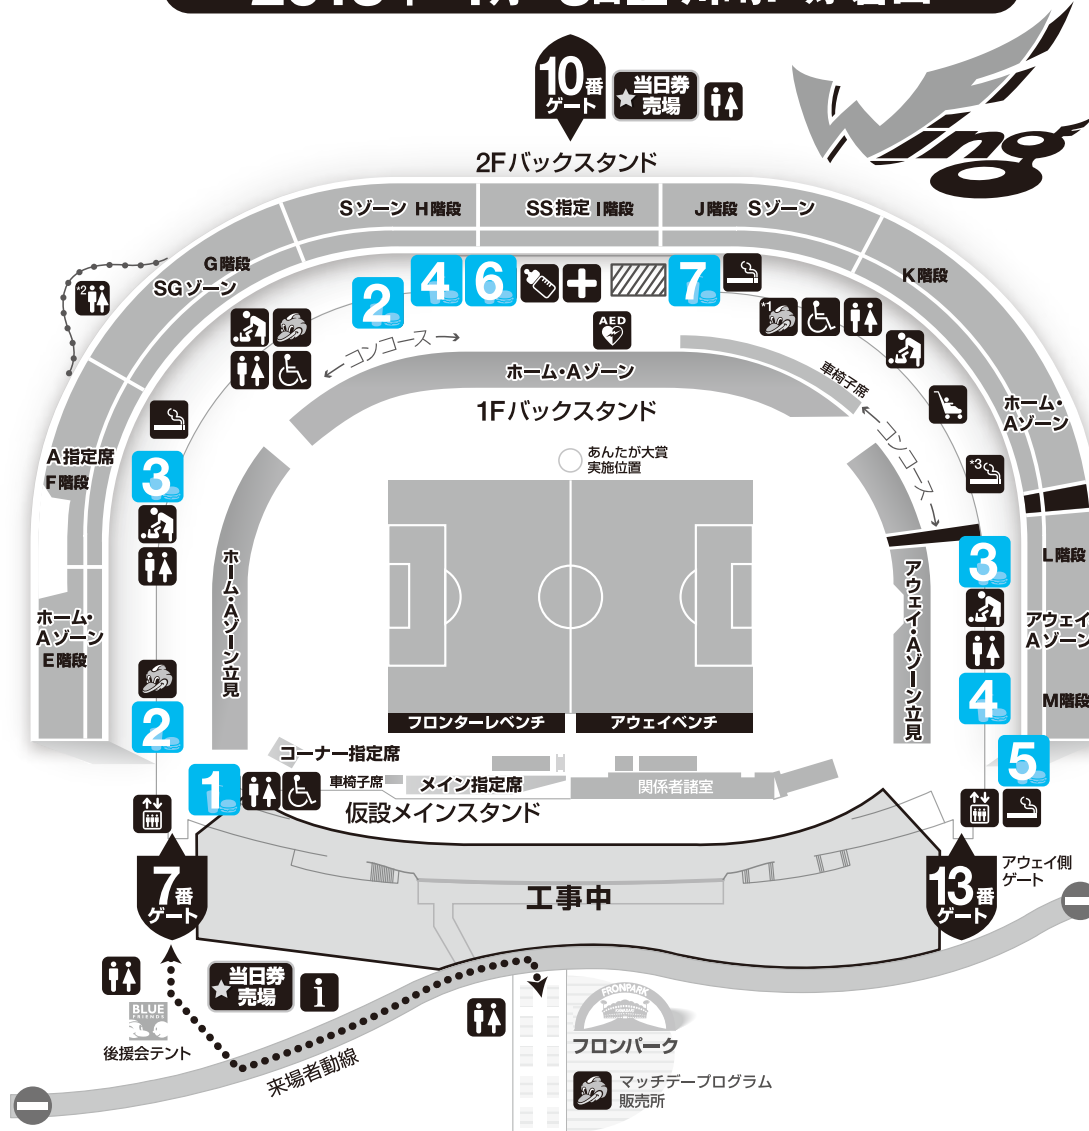 10番
ゲート
当日券
売場
Wing
2Fバックスタンド
Sゾーン H階段
SS指定 I階段
J階段 Sゾーン
G階段
SGゾーン
K階段
*2
2
4
6
7
AED
*1
コンコース
ホーム・Aゾーン
車椅子席
1Fバックスタンド
ホーム・
Aゾーン
コンコース
A指定席
F階段
3
あんたが大賞
実施位置
*3
ホーム・Aゾーン立見
アウェイ・Aゾーン立見
3
L階段
ホーム・
Aゾーン
E階段
アウェイ
Aゾーン
4
M階段
2
フロンターレベンチ
アウェイベンチ
コーナー指定席
5
1
車椅子席
メイン指定席
関係者諸室
仮設メインスタンド
7番
ゲート
工事中
13番
ゲート
アウェイ側
ゲート
当日券
売場
i
BLUE
FRIENDS
後援会テント
来場者動線
FRONPARK
フロンパーク
マッチデープログラム
販売所